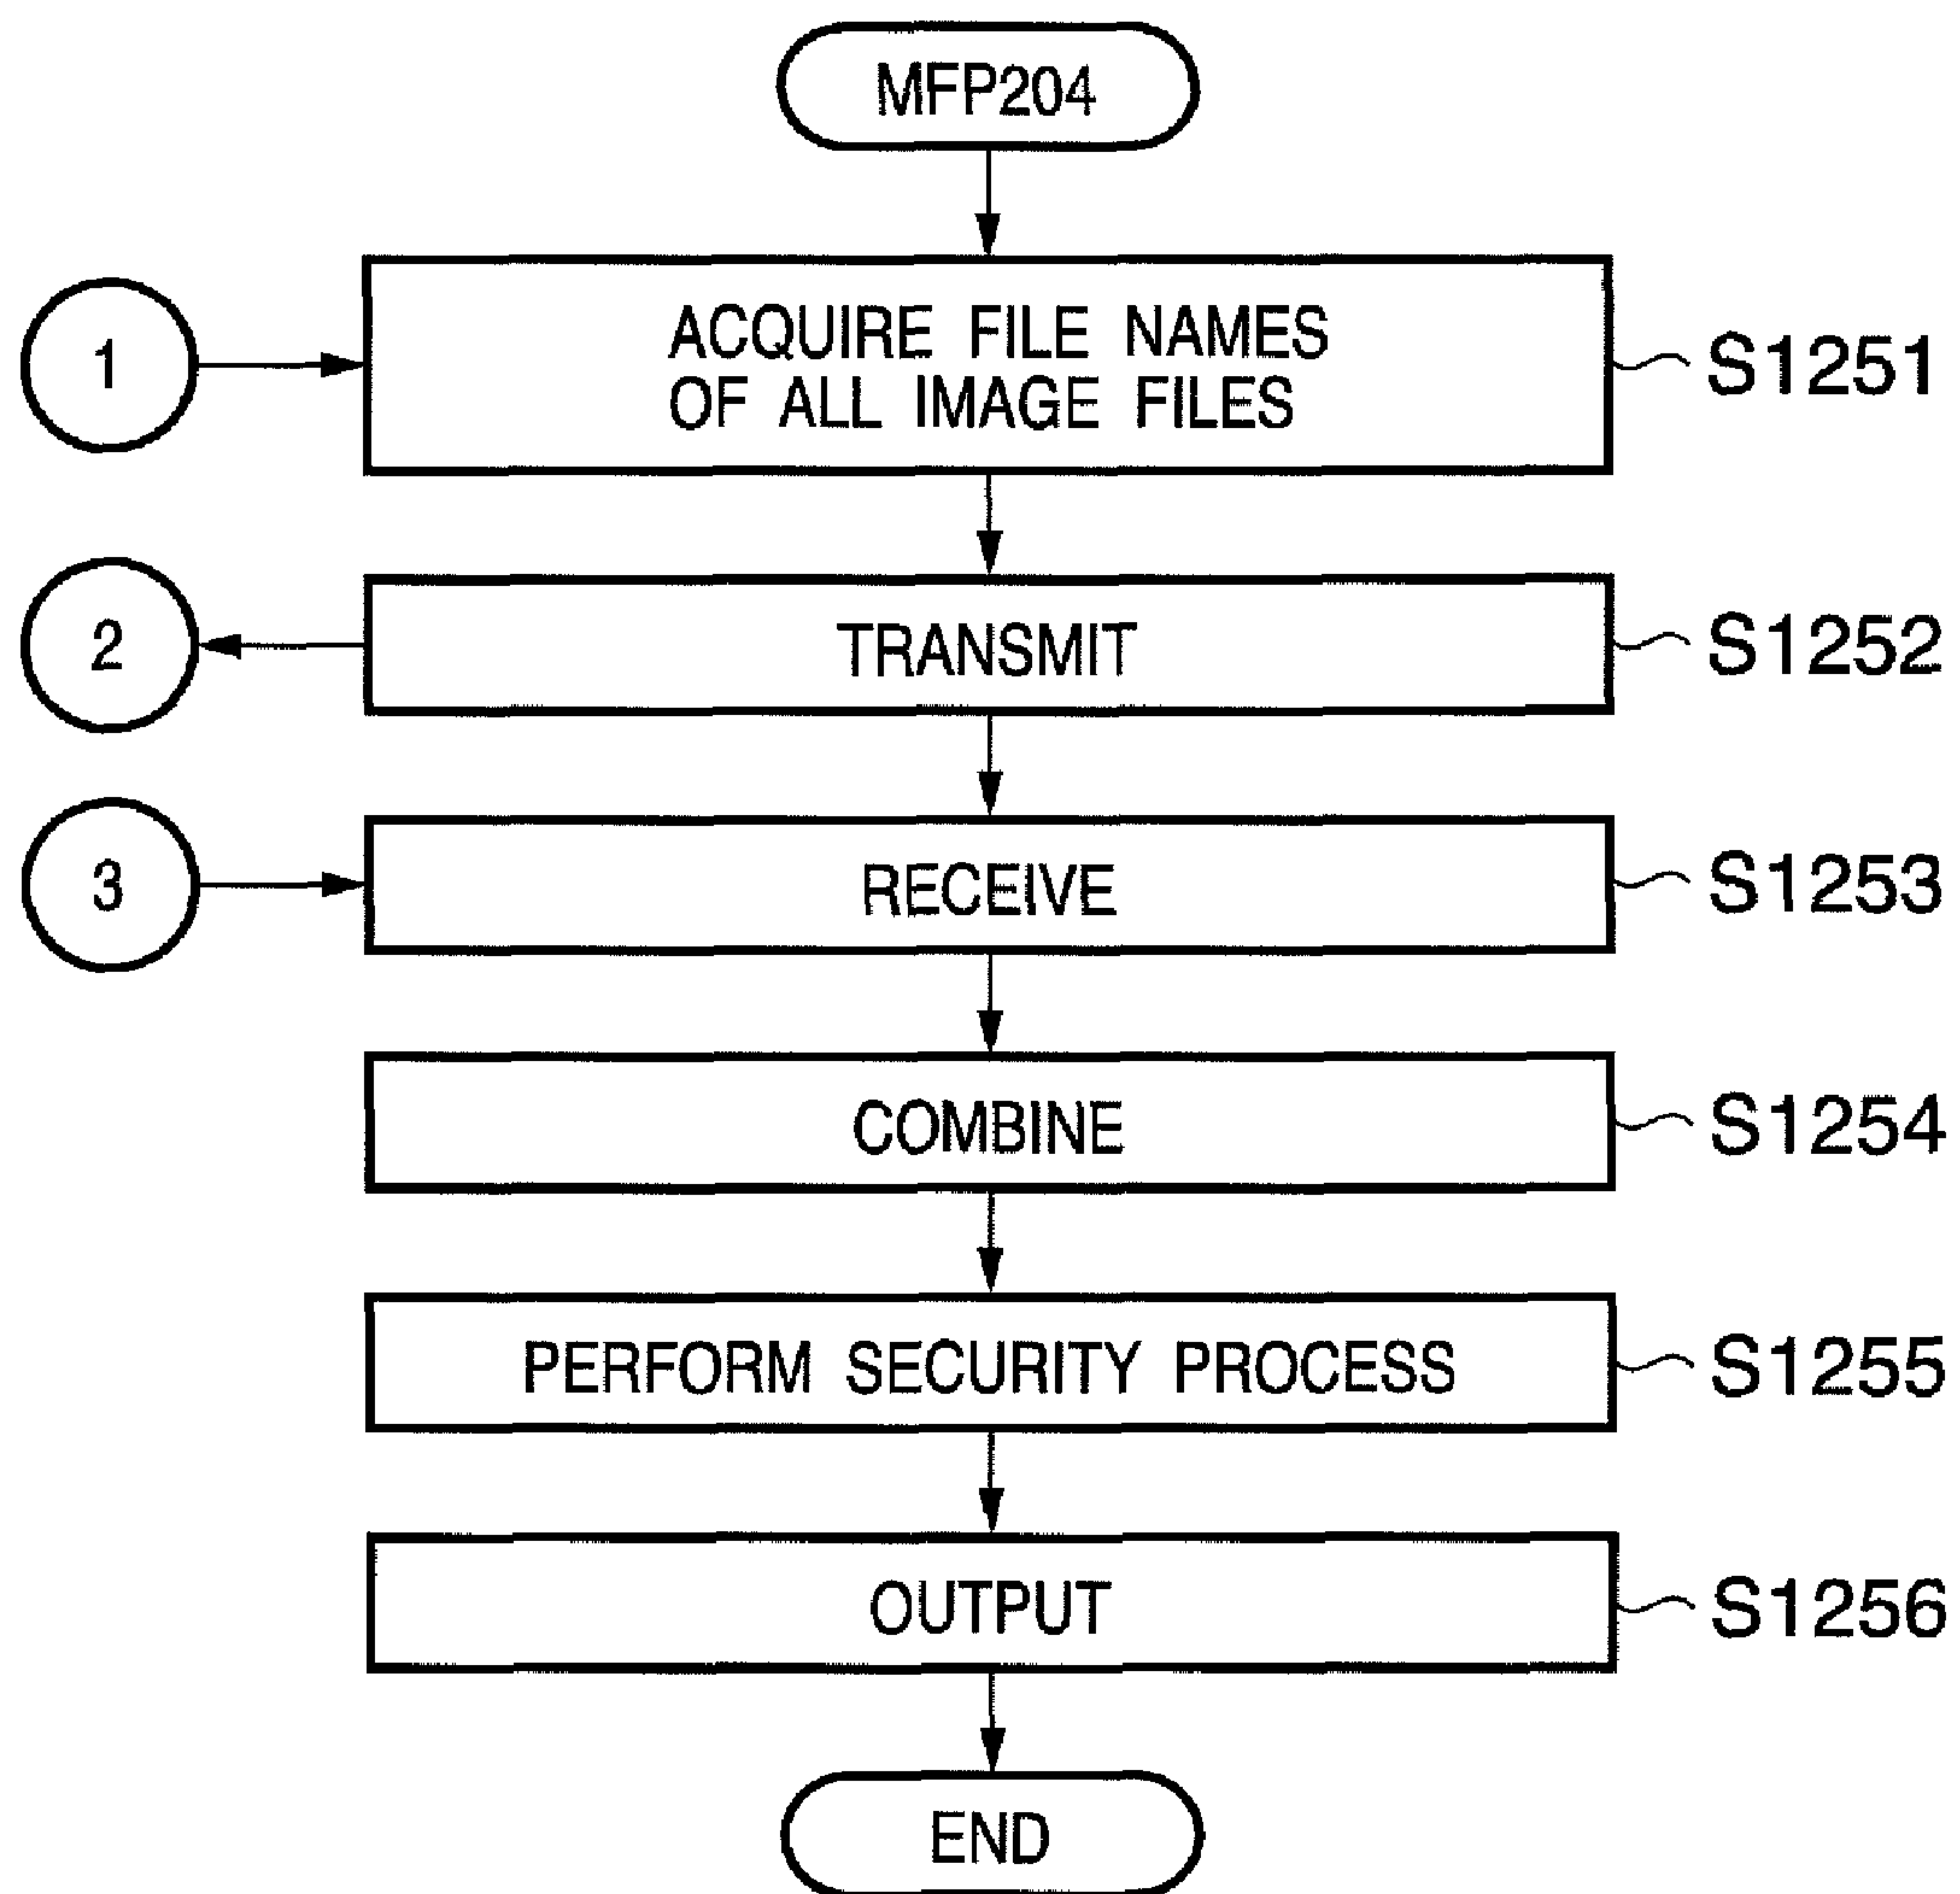 MFP204
1
ACQUIRE FILE NAMES
OF ALL IMAGE FILES
S1251
2
TRANSMIT
S1252
3
RECEIVE
S1253
COMBINE
S1254
PERFORM SECURITY PROCESS
S1255
OUTPUT
S1256
END